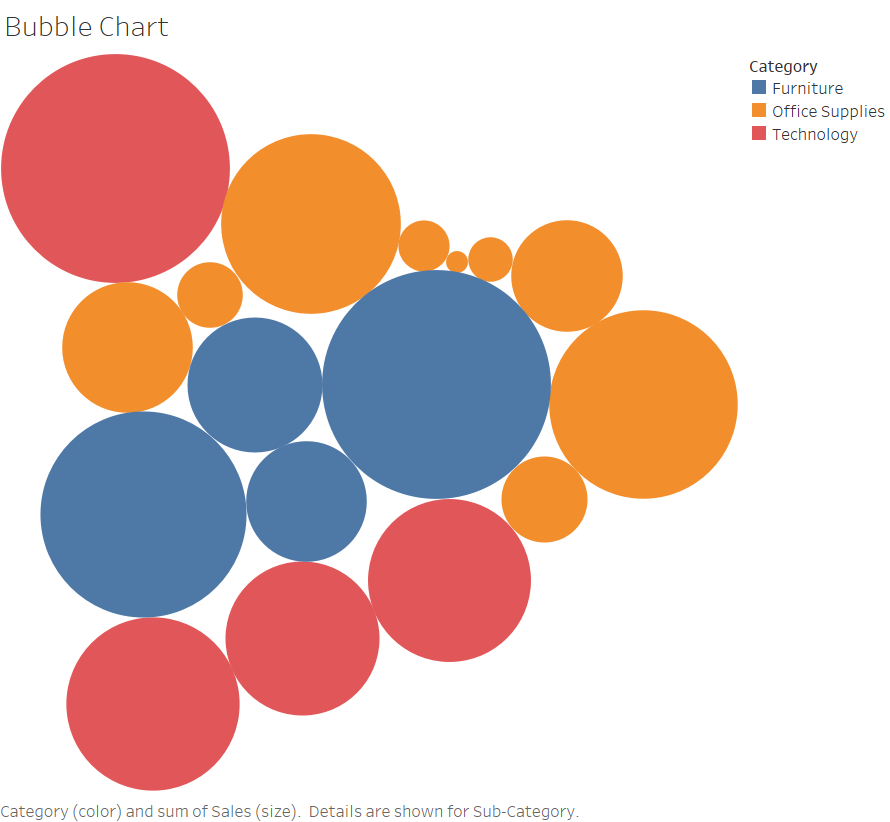 Bubble Chart
Category
Furniture
Office Supplies
Technology
Category (color) and sum of Sales (size).  Details are shown for Sub-Category.